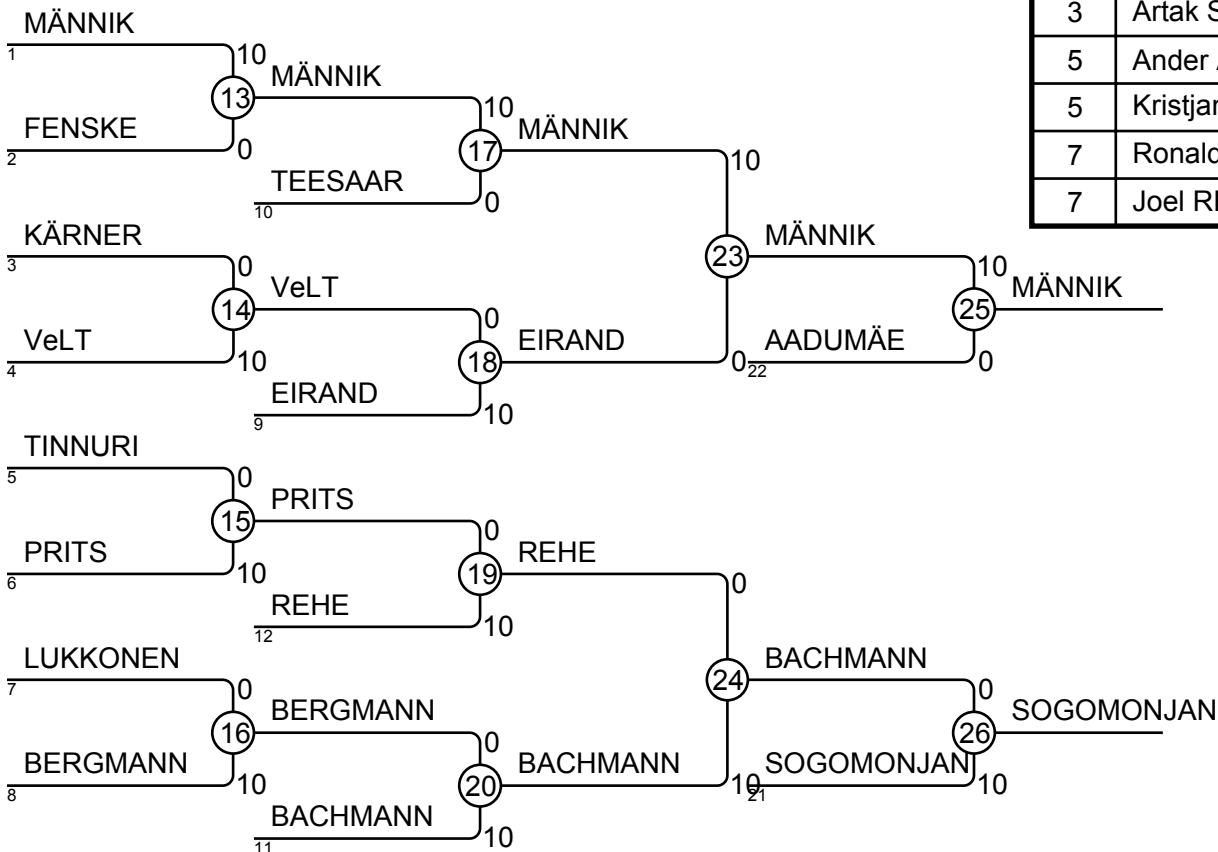 MÄNNIK
1
10
13
MÄNNIK
FENSKE
2
0
10
17
MÄNNIK
TEESAAR
10
0
KÄRNER
3
0
14
VeLT
VeLT
4
10
0
18
EIRAND
EIRAND
9
10
10
23
MÄNNIK
0
TINNURI
5
0
15
PRITS
PRITS
6
10
0
19
REHE
REHE
12
10
LUKKONEN
7
0
16
BERGMANN
BERGMANN
8
10
0
20
BACHMANN
BACHMANN
11
10
0
24
BACHMANN
10
10
25
MÄNNIK
AADUMÄE
22
0
0
26
SOGOMONJAN
SOGOMONJAN
21
10
3 Artak S
5 Ander
5 Kristjan
7 Ronald
7 Joel